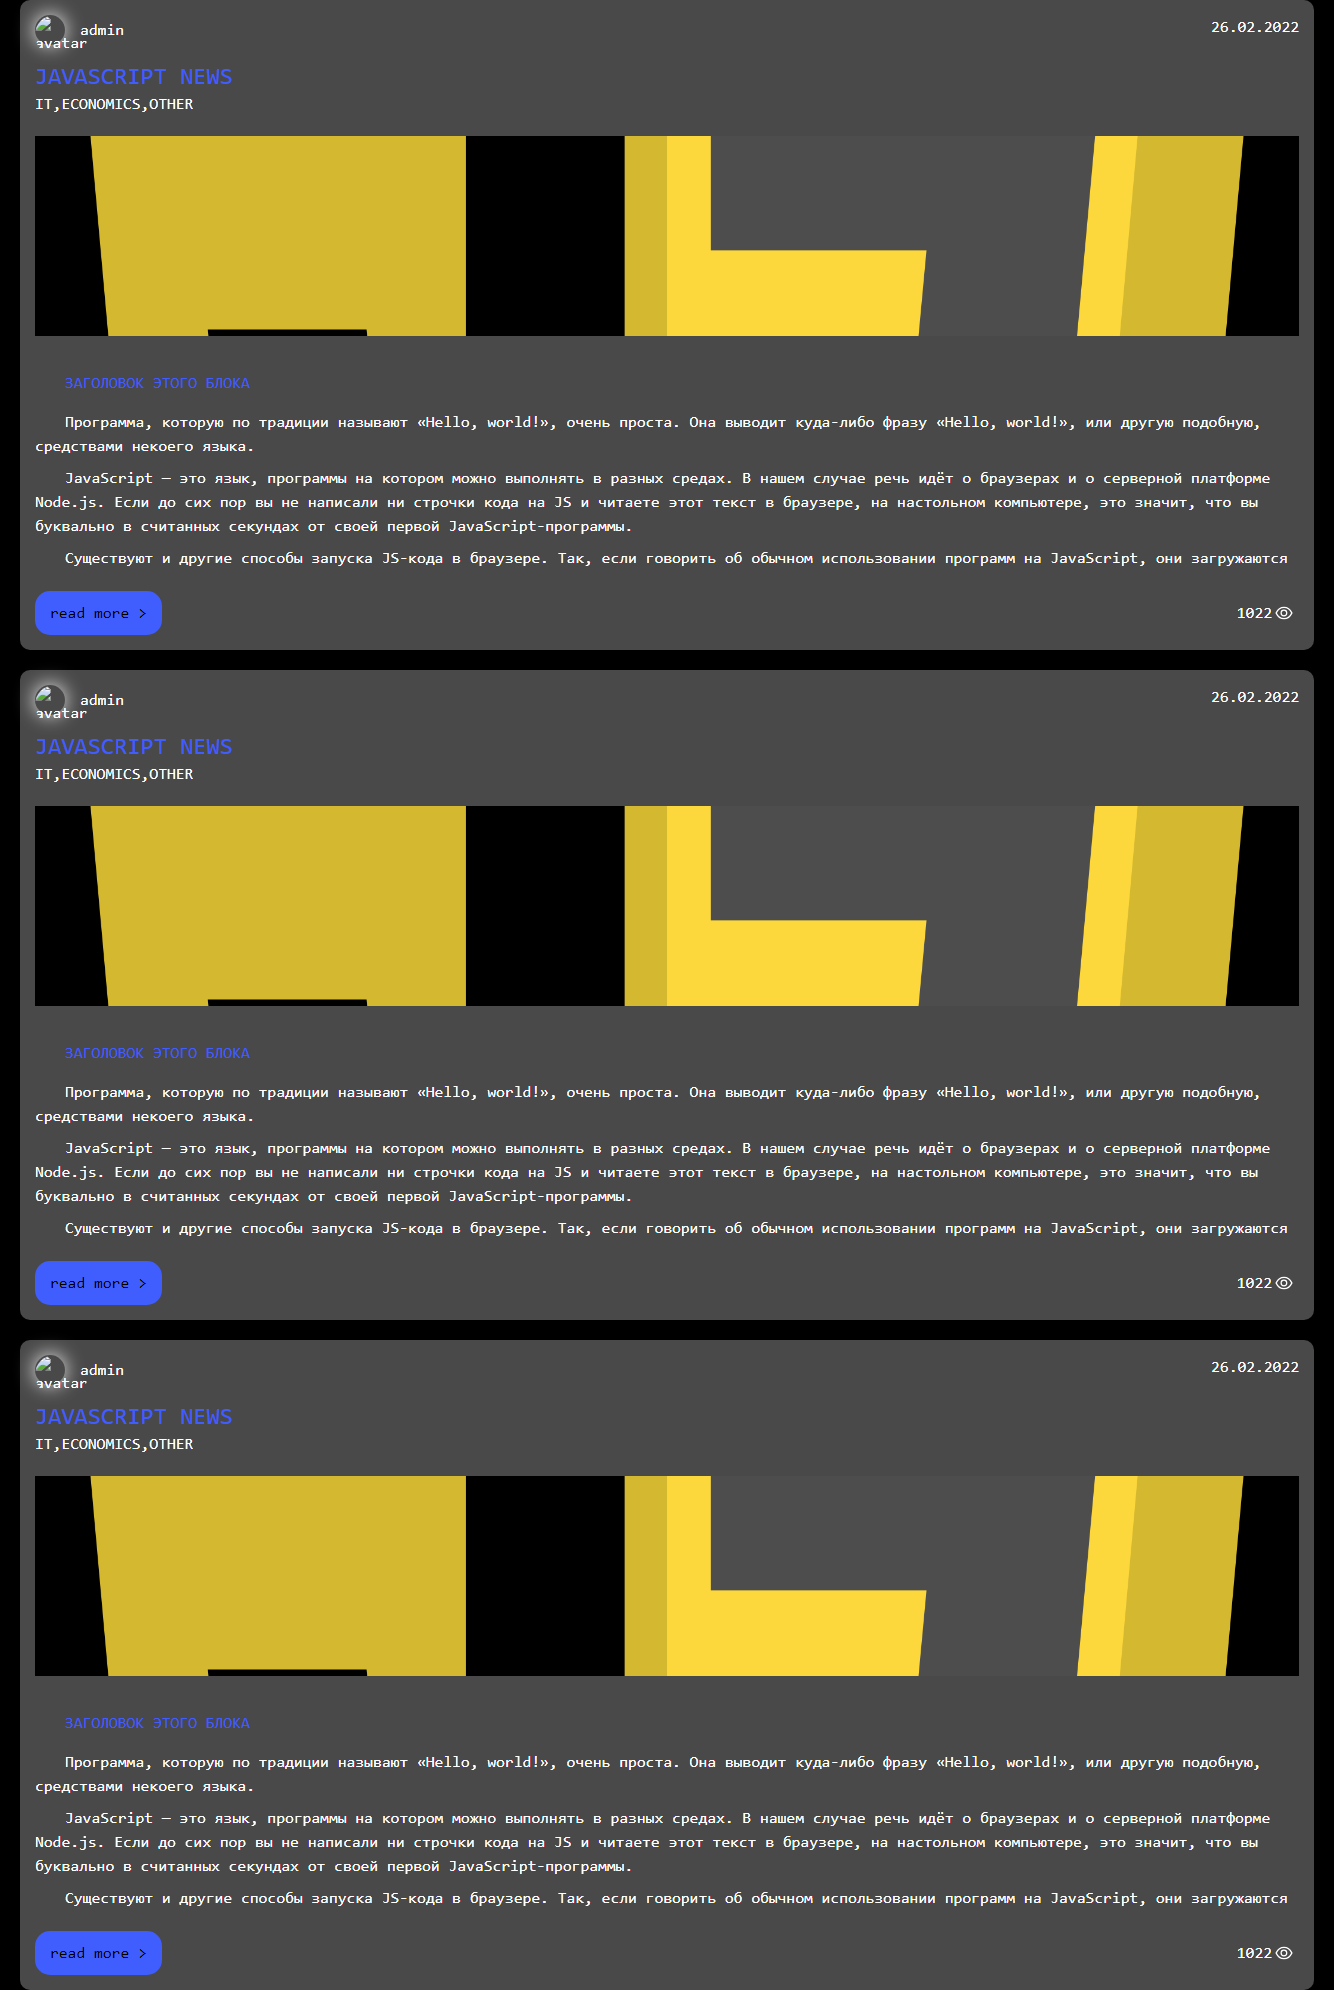 admin
26.02.2022
avatar
JAVASCRIPT NEWS
IT,ECONOMICS,OTHER
ЗАГОЛОВОК ЭТОГО БЛОКА
Программа, которую по традиции называют «Hello, world!», очень проста. Она выводит куда-либо фразу «Hello, world!», или другую подобную,
средствами некоего языка.
JavaScript — это язык, программы на котором можно выполнять в разных средах. В нашем случае речь идёт о браузерах и о серверной платформе
Node.js. Если до сих пор вы не написали ни строчки кода на JS и читаете этот текст в браузере, на настольном компьютере, это значит, что вы
буквально в считанных секундах от своей первой JavaScript-программы.
Существуют и другие способы запуска JS-кода в браузере. Так, если говорить об обычном использовании программ на JavaScript, они загружаются
read more >
1022
admin
26.02.2022
avatar
JAVASCRIPT NEWS
IT,ECONOMICS,OTHER
ЗАГОЛОВОК ЭТОГО БЛОКА
Программа, которую по традиции называют «Hello, world!», очень проста. Она выводит куда-либо фразу «Hello, world!», или другую подобную,
средствами некоего языка.
JavaScript — это язык, программы на котором можно выполнять в разных средах. В нашем случае речь идёт о браузерах и о серверной платформе
Node.js. Если до сих пор вы не написали ни строчки кода на JS и читаете этот текст в браузере, на настольном компьютере, это значит, что вы
буквально в считанных секундах от своей первой JavaScript-программы.
Существуют и другие способы запуска JS-кода в браузере. Так, если говорить об обычном использовании программ на JavaScript, они загружаются
read more >
1022
admin
26.02.2022
avatar
JAVASCRIPT NEWS
IT,ECONOMICS,OTHER
ЗАГОЛОВОК ЭТОГО БЛОКА
Программа, которую по традиции называют «Hello, world!», очень проста. Она выводит куда-либо фразу «Hello, world!», или другую подобную,
средствами некоего языка.
JavaScript — это язык, программы на котором можно выполнять в разных средах. В нашем случае речь идёт о браузерах и о серверной платформе
Node.js. Если до сих пор вы не написали ни строчки кода на JS и читаете этот текст в браузере, на настольном компьютере, это значит, что вы
буквально в считанных секундах от своей первой JavaScript-программы.
Существуют и другие способы запуска JS-кода в браузере. Так, если говорить об обычном использовании программ на JavaScript, они загружаются
read more >
1022